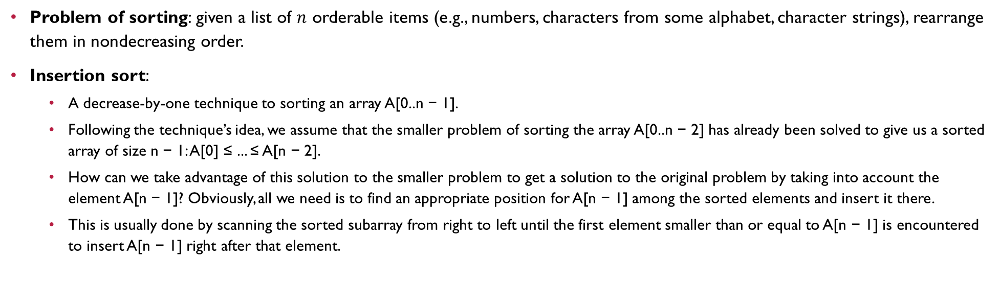 • Problem of sorting: given a list of n orderable items (e.g., numbers, characters from some alphabet, character strings), rearrange
them in nondecreasing order.
• Insertion sort:
• A decrease-by-one technique to sorting an array A[0..n − 1].
• Following the technique's idea, we assume that the smaller problem of sorting the array A[0..n − 2] has already been solved to give us a sorted
array of size n − 1: A[0] ≤ ... ≤ A[n − 2].
• How can we take advantage of this solution to the smaller problem to get a solution to the original problem by taking into account the
element A[n − 1]? Obviously, all we need is to find an appropriate position for A[n − 1] among the sorted elements and insert it there.
• This is usually done by scanning the sorted subarray from right to left until the first element smaller than or equal to A[n − 1] is encountered
to insert A[n − 1] right after that element.